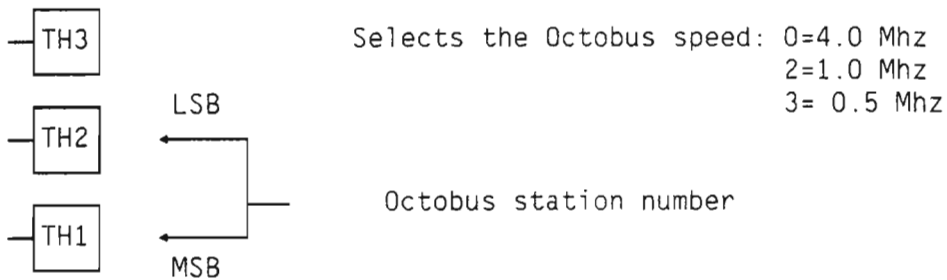 TH3 Selects the Octobus speed: 0=4.0 Mhz
2=1.0 Mhz
3= 0.5 Mhz
LSB
TH2
Octobus station number
TH1
MSB